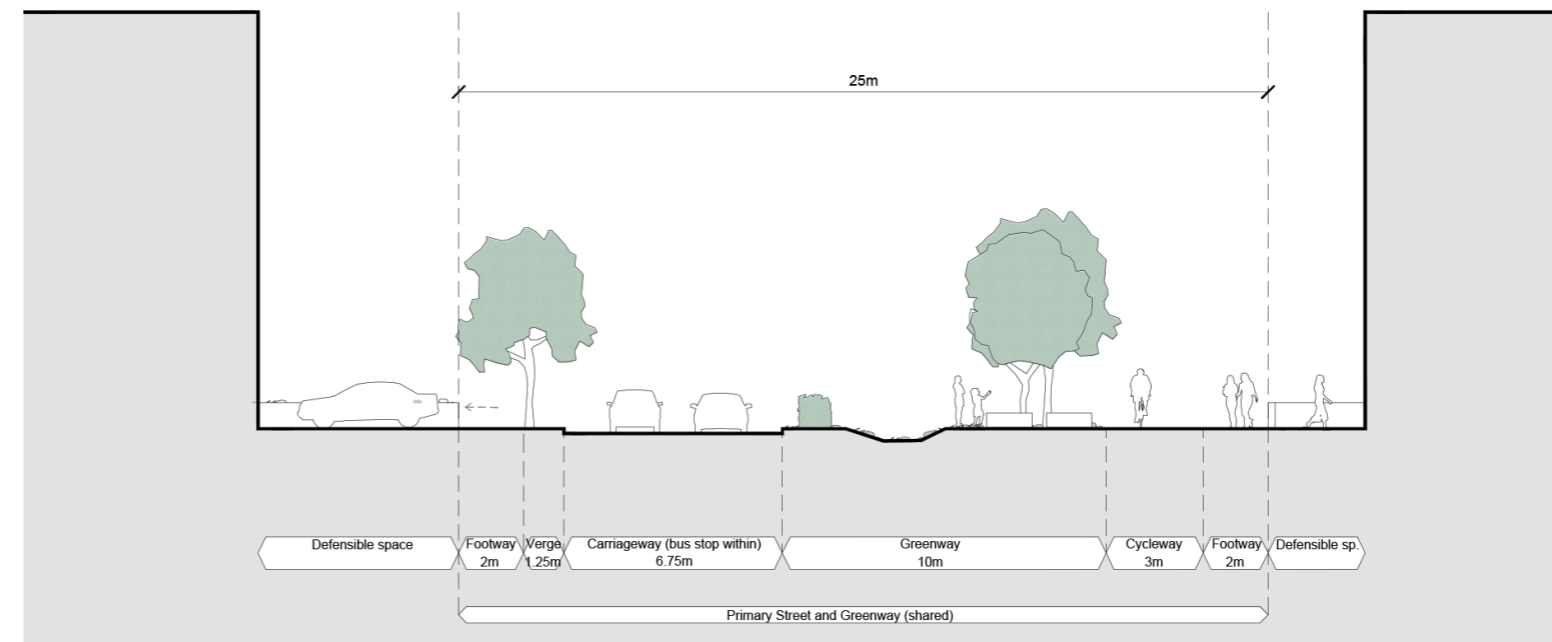 25m
Defensible space
Footway
2m
Verge
1.25m
Carriageway (bus stop within)
6.75m
Greenway
10m
Cycleway
3m
Footway
2m
Defensible sp.
Primary Street and Greenway (shared)